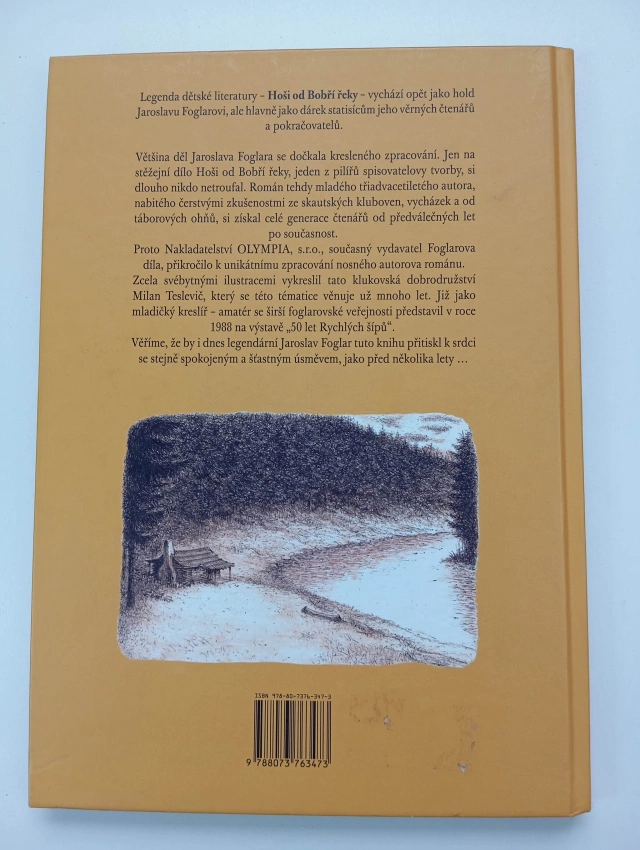 Legenda dětské literatury – Hoši od Bobří řeky – vychází opět jako hold
Jaroslavu Foglarovi, ale hlavně jako dárek statisícům jeho věrných čtenářů
a pokračovatelů.
Většina děl Jaroslava Foglara se dočkala kresleného zpracování. Jen na
stěžejní dílo Hoši od Bobří řeky, jeden z pilířů spisovatelovy tvorby, si
dlouho nikdo netroufal. Román tehdy mladého třiadvacetiletého autora,
nabitého čerstvými zkušenostmi ze skautských kluboven, vycházek a od
táborových ohňů, si získal celé generace čtenářů od předválečných let
po současnost.
Proto Nakladatelství OLYMPIA, s.r.o., současný vydavatel Foglarova
díla, přikročilo k unikátnímu zpracování nosného autorova románu.
Zcela svébytnými ilustracemi vykreslil tato klukovská dobrodružství
Milan Teslevič, který se této tématice věnuje už mnoho let. Již jako
mladičký kreslíř – amatér se širší foglarovské veřejnosti představil v roce
1988 na výstavě „50 let Rychlých šípů“.
Věříme, že by i dnes legendární Jaroslav Foglar tuto knihu přitiskl k srdci
se stejně spokojeným a šťastným úsměvem, jako před několika lety ...
ISBN 978-80-7376-347-3
9 788073 763473